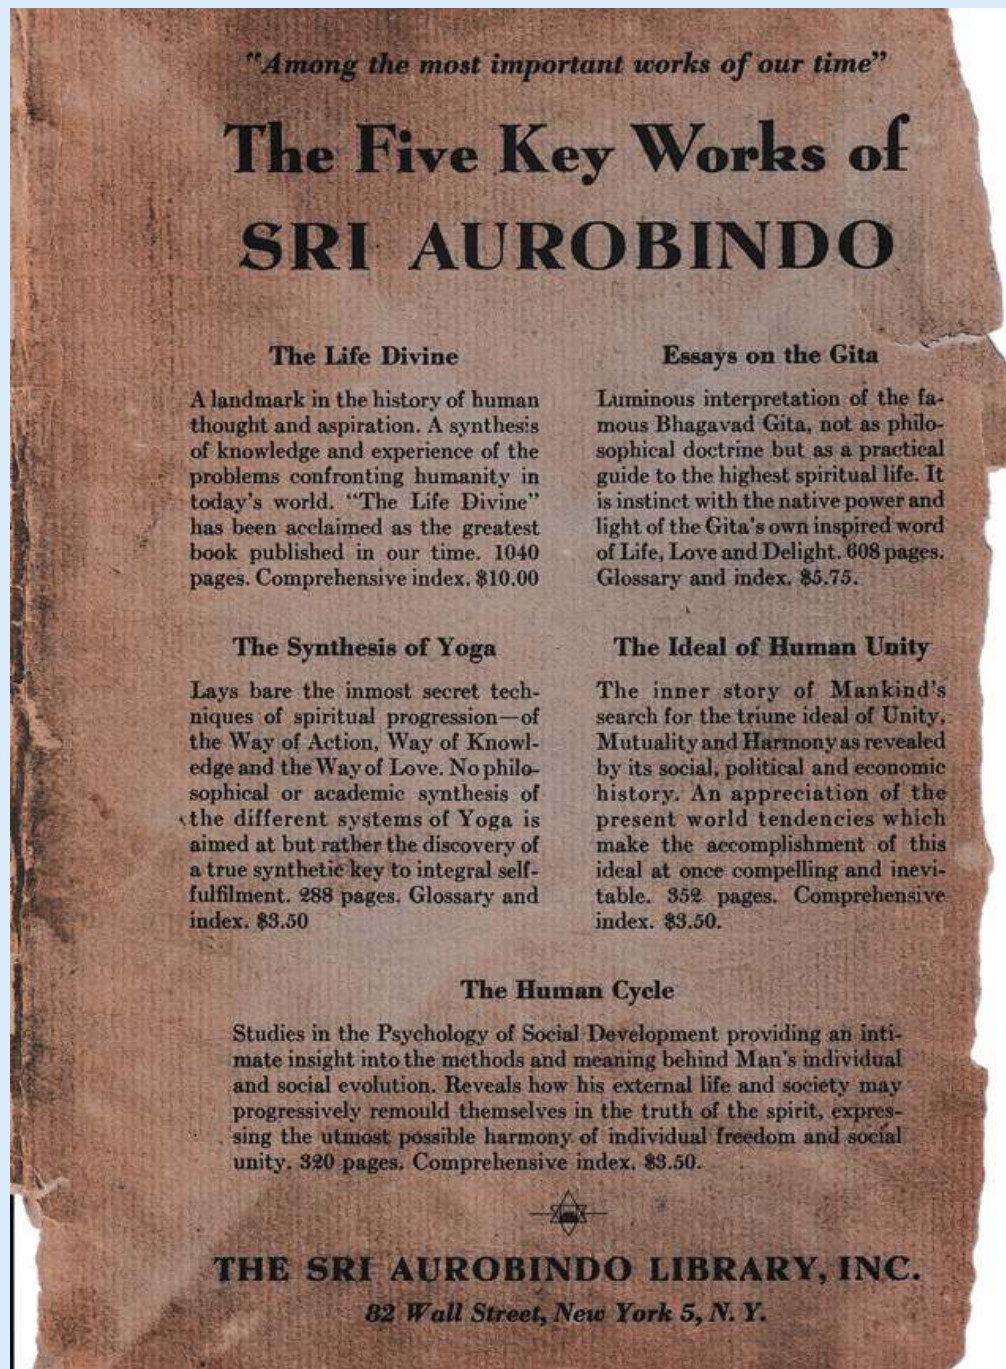 "Among the most important works of our time"
The Five Key Works of
SRI AUROBINDO
The Life Divine
A landmark in the history of human
thought and aspiration. A synthesis
of knowledge and experience of the
problems confronting humanity in
today's world. "The Life Divine"
has been acclaimed as the greatest
book published in our time. 1040
pages. Comprehensive index. $10.00
Essays on the Gita
Luminous interpretation of the fa-
mous Bhagavad Gita, not as philo-
sophical doctrine but as a practical
guide to the highest spiritual life. It
is instinct with the native power and
light of the Gita's own inspired word
of Life, Love and Delight. 608 pages.
Glossary and index. $5.75.
The Synthesis of Yoga
Lays bare the inmost secret tech-
niques of spiritual progression—of
the Way of Action, Way of Knowl-
edge and the Way of Love. No philo-
sophical or academic synthesis of
the different systems of Yoga is
aimed at but rather the discovery of
a true synthetic key to integral self-
fulfilment. 288 pages. Glossary and
index. $3.50
The Ideal of Human Unity
The inner story of Mankind's
search for the triune ideal of Unity,
Mutuality and Harmony as revealed
by its social, political and economic
history. An appreciation of the
present world tendencies which
make the accomplishment of this
ideal at once compelling and inevi-
table. 352 pages. Comprehensive
index. $3.50.
The Human Cycle
Studies in the Psychology of Social Development providing an inti-
mate insight into the methods and meaning behind Man's individual
and social evolution. Reveals how his external life and society may
progressively remould themselves in the truth of the spirit, expres-
sing the utmost possible harmony of individual freedom and social
unity. 320 pages. Comprehensive index. $3.50.
THE SRI AUROBINDO LIBRARY, INC.
82 Wall Street, New York 5, N. Y.